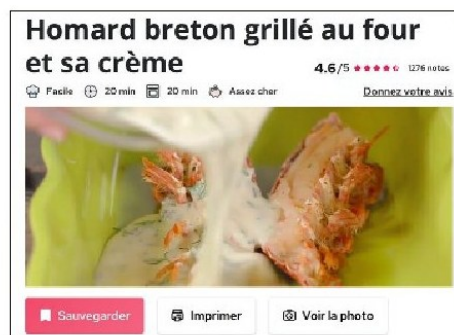 Homard breton grillé au four
et sa crème
4.6/5 1276 notes
Facile 20 min 20 min Assez cher Donnez votre avis
Sauvegarder Imprimer Voir la photo